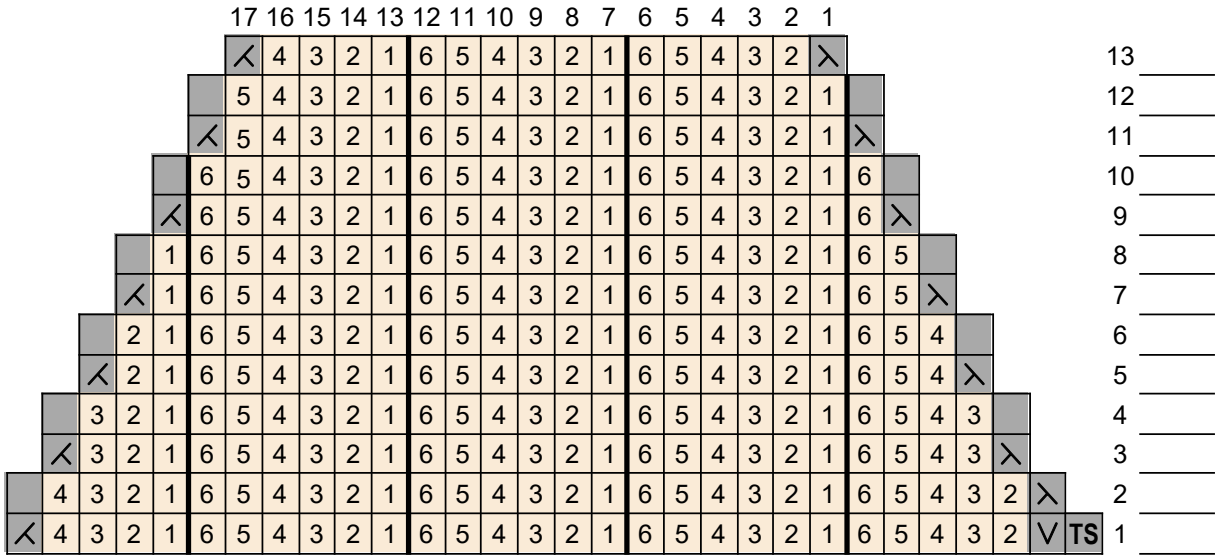 17 16 15 14 13 12 11 10 9 8 7 6 5 4 3 2 1
⋌ 4 3 2 1 6 5 4 3 2 1 6 5 4 3 2 λ 13
5 4 3 2 1 6 5 4 3 2 1 6 5 4 3 2 1 12
⋌ 5 4 3 2 1 6 5 4 3 2 1 6 5 4 3 2 1 λ 11
6 5 4 3 2 1 6 5 4 3 2 1 6 5 4 3 2 1 6 10
⋌ 6 5 4 3 2 1 6 5 4 3 2 1 6 5 4 3 2 1 6 λ 9
1 6 5 4 3 2 1 6 5 4 3 2 1 6 5 4 3 2 1 6 5 8
⋌ 1 6 5 4 3 2 1 6 5 4 3 2 1 6 5 4 3 2 1 6 5 λ 7
2 1 6 5 4 3 2 1 6 5 4 3 2 1 6 5 4 3 2 1 6 5 4 6
⋌ 2 1 6 5 4 3 2 1 6 5 4 3 2 1 6 5 4 3 2 1 6 5 4 λ 5
3 2 1 6 5 4 3 2 1 6 5 4 3 2 1 6 5 4 3 2 1 6 5 4 3 4
⋌ 3 2 1 6 5 4 3 2 1 6 5 4 3 2 1 6 5 4 3 2 1 6 5 4 3 λ 3
4 3 2 1 6 5 4 3 2 1 6 5 4 3 2 1 6 5 4 3 2 1 6 5 4 3 2 λ 2
⋌ 4 3 2 1 6 5 4 3 2 1 6 5 4 3 2 1 6 5 4 3 2 1 6 5 4 3 2 V TS 1